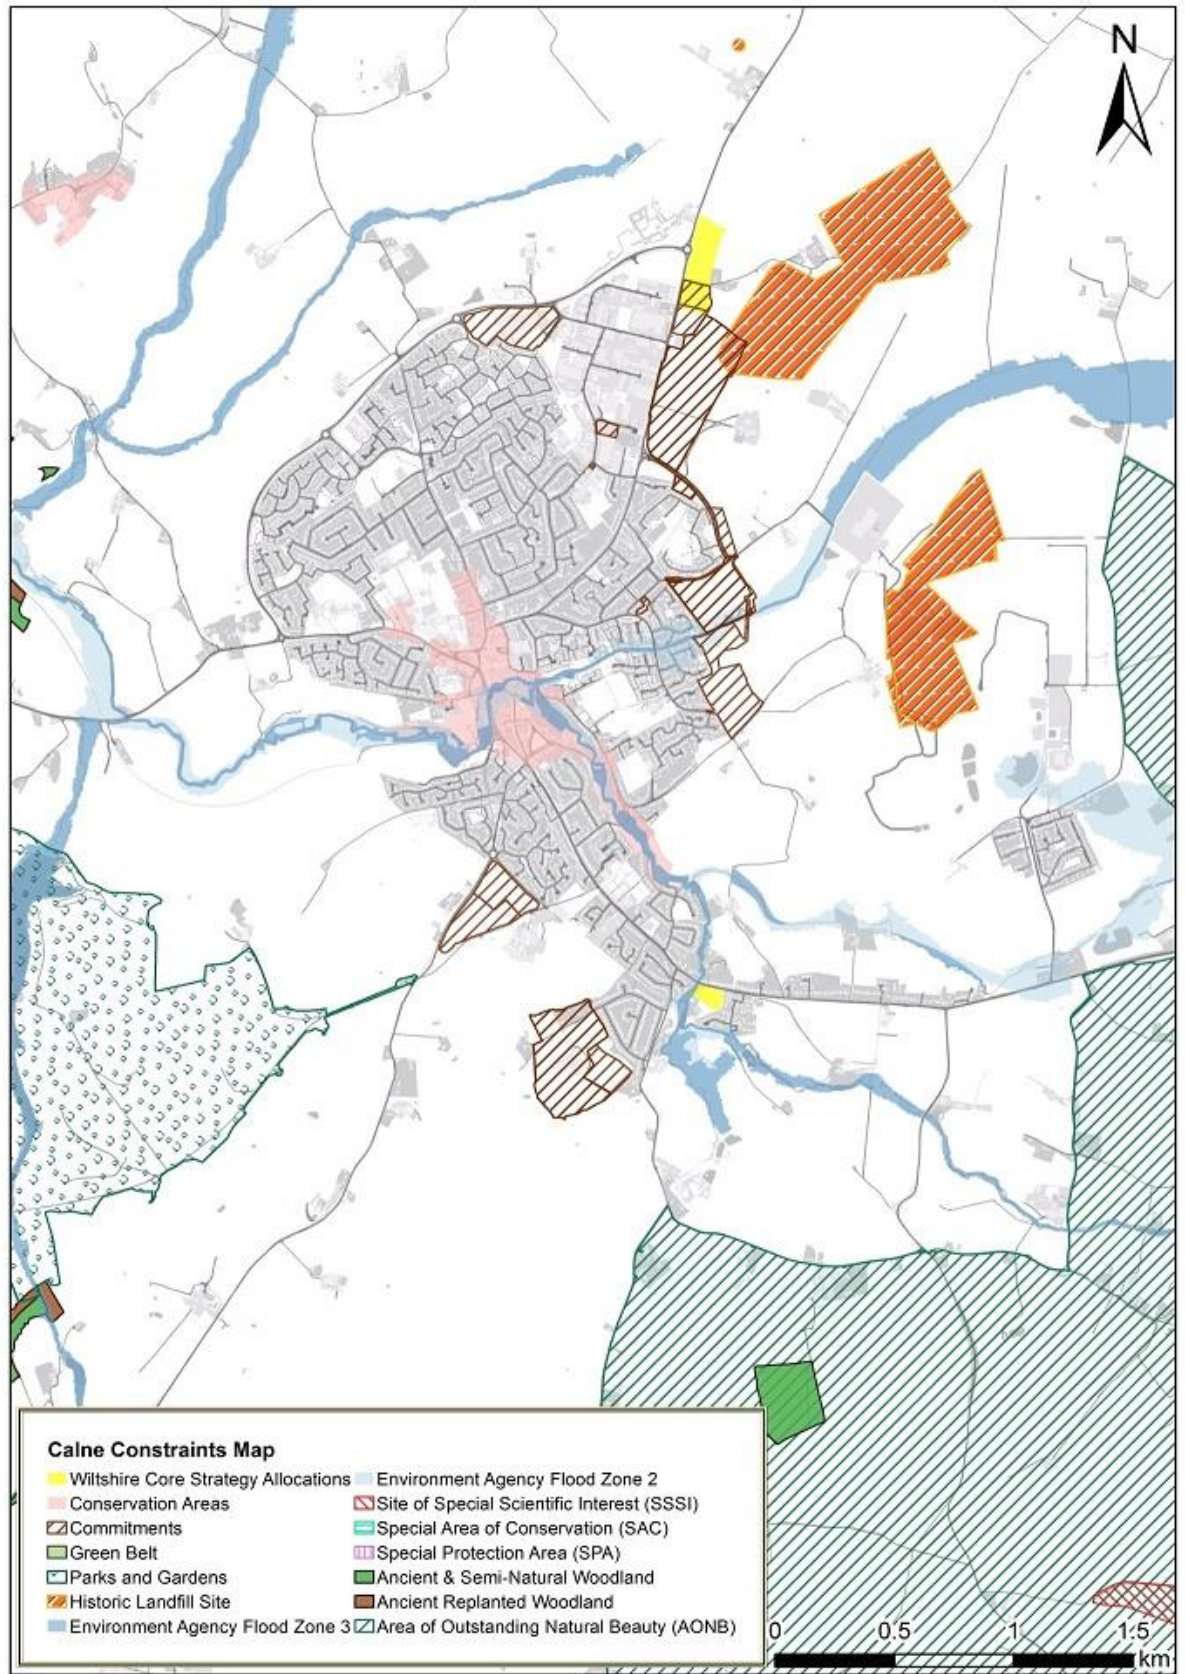 N
Calne Constraints Map
Wiltshire Core Strategy Allocations
Conservation Areas
Commitments
Green Belt
Parks and Gardens
Historic Landfill Site
Environment Agency Flood Zone 3
Environment Agency Flood Zone 2
Site of Special Scientific Interest (SSSI)
Special Area of Conservation (SAC)
Special Protection Area (SPA)
Ancient & Semi-Natural Woodland
Ancient Replanted Woodland
Area of Outstanding Natural Beauty (AONB)
0 0.5 1 1.5
km